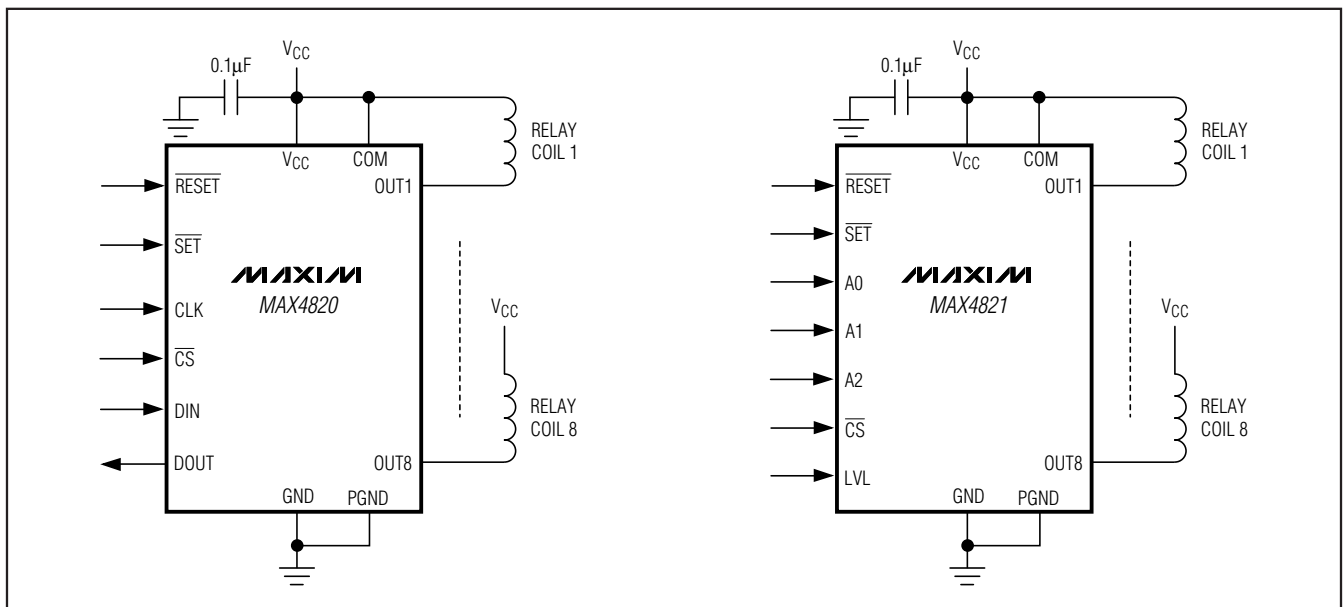 VCC
0.1µF
RELAY
COIL 1
VCC
COM
OUT1
RESET
SET
CLK
CS
DIN
DOUT
MAXIM
MAX4820
VCC
RELAY
COIL 8
OUT8
GND
PGND
VCC
0.1µF
RELAY
COIL 1
VCC
COM
OUT1
RESET
SET
A0
A1
A2
CS
LVL
MAXIM
MAX4821
VCC
RELAY
COIL 8
OUT8
GND
PGND